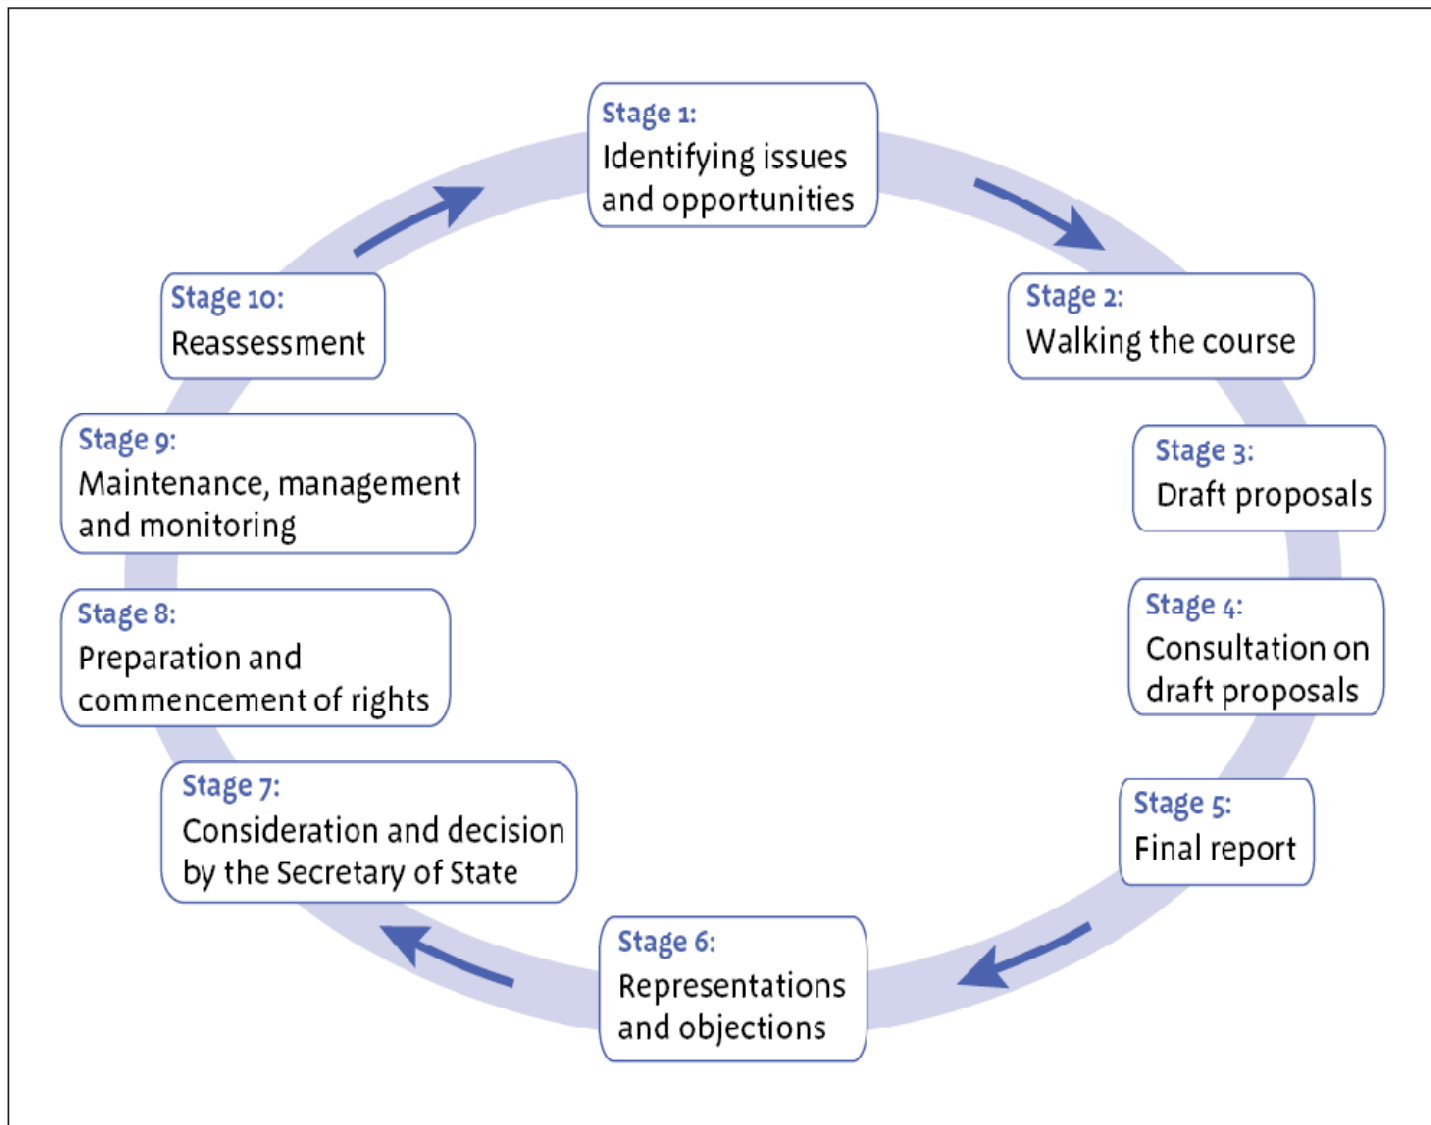 Stage 1:
Identifying issues
and opportunities
Stage 2:
Walking the course
Stage 3:
Draft proposals
Stage 4:
Consultation on
draft proposals
Stage 5:
Final report
Stage 6:
Representations
and objections
Stage 7:
Consideration and decision
by the Secretary of State
Stage 8:
Preparation and
commencement of rights
Stage 9:
Maintenance, management
and monitoring
Stage 10:
Reassessment